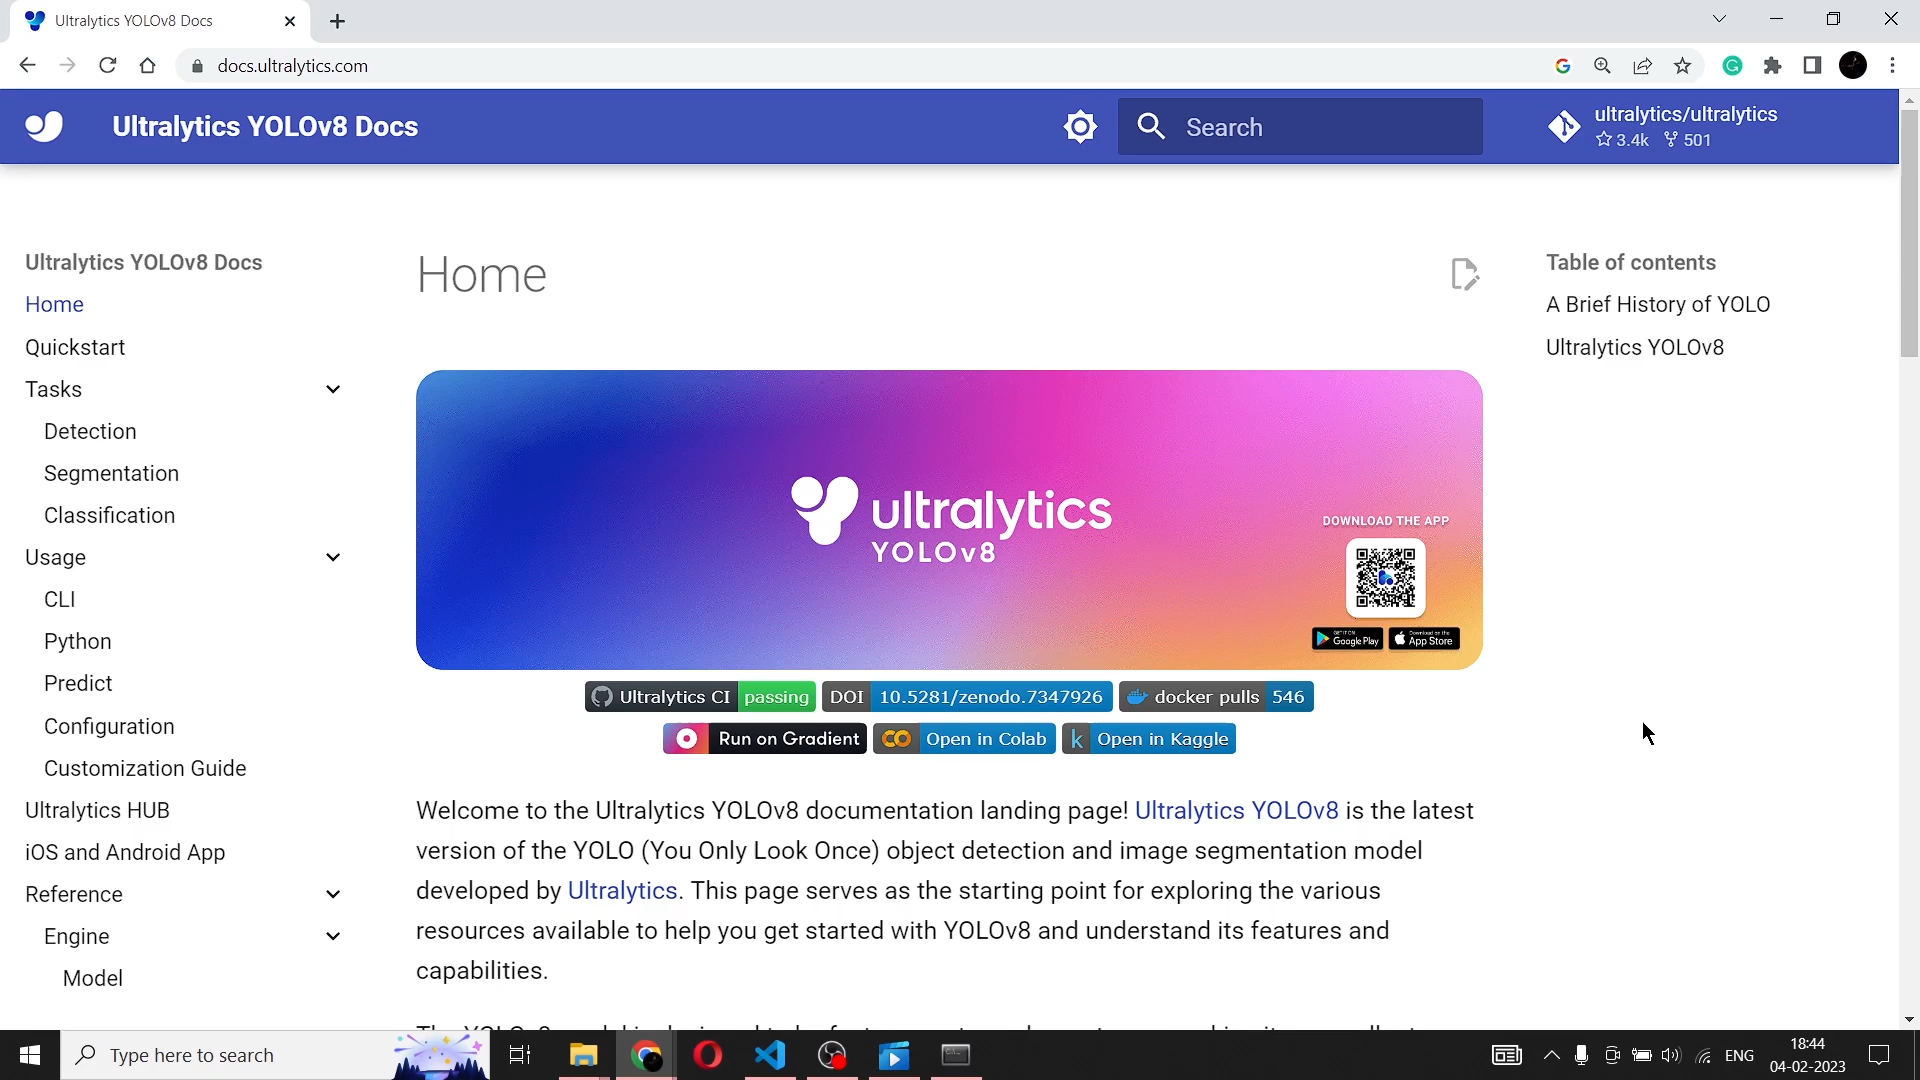 Ultralytics YOLOv8 Docs
docs.ultralytics.com
Ultralytics YOLOv8 Docs
Search
ultralytics/ultralytics
3.4k 501
Ultralytics YOLOv8 Docs
Home
Quickstart
Tasks
Detection
Segmentation
Classification
Usage
CLI
Python
Predict
Configuration
Customization Guide
Ultralytics HUB
iOS and Android App
Reference
Engine
Model
Home
ultralytics
YOLOv8
DOWNLOAD THE APP
GET IT ON
Google Play
Download on the
App Store
Ultralytics CI passing DOI 10.5281/zenodo.7347926 docker pulls 546
Run on Gradient Open in Colab Open in Kaggle
Welcome to the Ultralytics YOLOv8 documentation landing page! Ultralytics YOLOv8 is the latest
version of the YOLO (You Only Look Once) object detection and image segmentation model
developed by Ultralytics. This page serves as the starting point for exploring the various
resources available to help you get started with YOLOv8 and understand its features and
capabilities.
Table of contents
A Brief History of YOLO
Ultralytics YOLOv8
Type here to search
ENG
18:44
04-02-2023